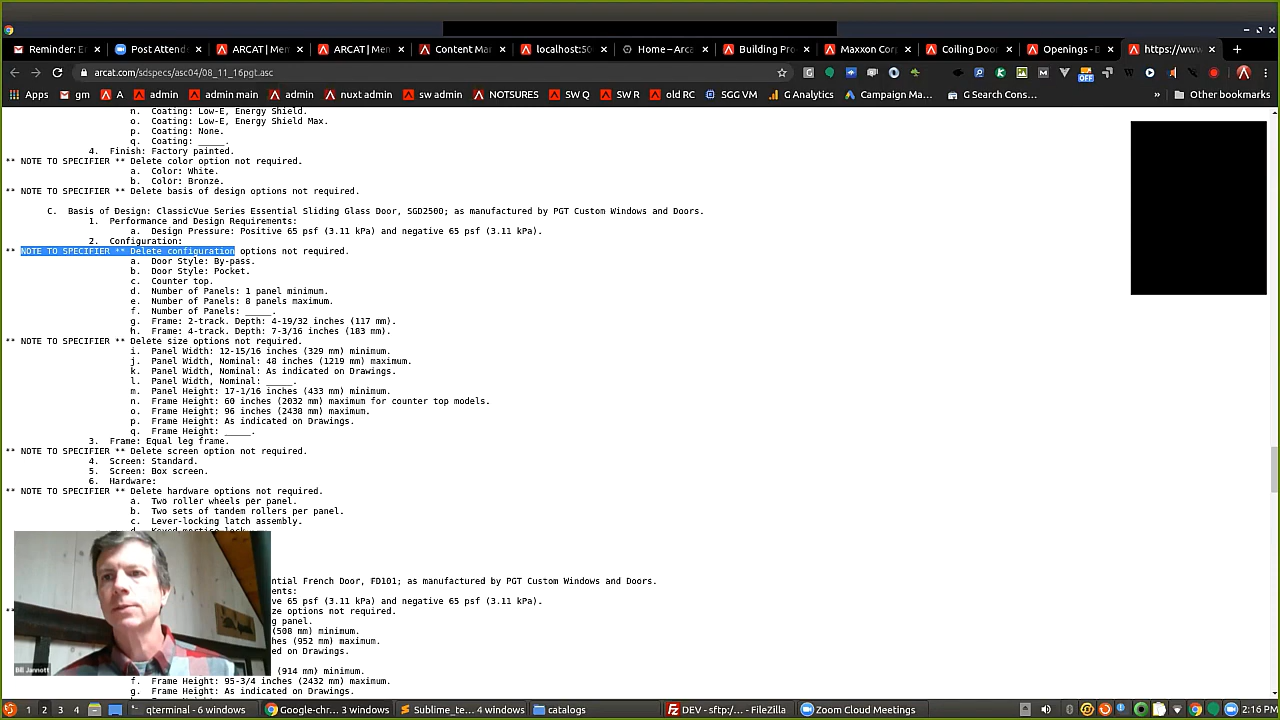 Reminder: E
Post Attend
ARCAT | Men
ARCAT | Men
Content Mar
localhost:50
Home – Arca
Building Pro
Maxxon Corp
Coiling Door
Openings - B
https://www
arcat.com/sdspecs/asc04/08_11_16pgt.asc
Apps
gm
A
admin
admin main
admin
nuxt admin
sw admin
NOTSURES
SW Q
SW R
old RC
SGG VM
G Analytics
Campaign Ma...
G Search Cons...
»
Other bookmarks
n. Coating: Low-E, Energy Shield.
o. Coating: Low-E, Energy Shield Max.
p. Coating: None.
q. Coating: _____.
4. Finish: Factory painted.
** NOTE TO SPECIFIER ** Delete color option not required.
a. Color: White.
b. Color: Bronze.
** NOTE TO SPECIFIER ** Delete basis of design options not required.
C. Basis of Design: ClassicVue Series Essential Sliding Glass Door, SGD2500; as manufactured by PGT Custom Windows and Doors.
1. Performance and Design Requirements:
a. Design Pressure: Positive 65 psf (3.11 kPa) and negative 65 psf (3.11 kPa).
2. Configuration:
** NOTE TO SPECIFIER ** Delete configuration options not required.
a. Door Style: By-pass.
b. Door Style: Pocket.
c. Counter top.
d. Number of Panels: 1 panel minimum.
e. Number of Panels: 8 panels maximum.
f. Number of Panels: _____.
g. Frame: 2-track. Depth: 4-19/32 inches (117 mm).
h. Frame: 4-track. Depth: 7-3/16 inches (183 mm).
** NOTE TO SPECIFIER ** Delete size options not required.
i. Panel Width: 12-15/16 inches (329 mm) minimum.
j. Panel Width, Nominal: 48 inches (1219 mm) maximum.
k. Panel Width, Nominal: As indicated on Drawings.
l. Panel Width, Nominal: _____.
m. Panel Height: 17-1/16 inches (433 mm) minimum.
n. Frame Height: 60 inches (2032 mm) maximum for counter top models.
o. Frame Height: 96 inches (2438 mm) maximum.
p. Frame Height: As indicated on Drawings.
q. Frame Height: _____.
3. Frame: Equal leg frame.
** NOTE TO SPECIFIER ** Delete screen option not required.
4. Screen: Standard.
5. Screen: Box screen.
6. Hardware:
** NOTE TO SPECIFIER ** Delete hardware options not required.
a. Two roller wheels per panel.
b. Two sets of tandem rollers per panel.
c. Lever-locking latch assembly.
d. Keyed mortise lock.
ential French Door, FD101; as manufactured by PGT Custom Windows and Doors.
ents:
e 65 psf (3.11 kPa) and negative 65 psf (3.11 kPa).
** ize options not required.
g panel.
(508 mm) minimum.
hes (952 mm) maximum.
ed on Drawings.
(914 mm) minimum.
f. Frame Height: 95-3/4 inches (2432 mm) maximum.
g. Frame Height: As indicated on Drawings.
Bill Jannott
1
2
3
4
qterminal - 6 windows
Google-chr... 3 windows
Sublime_te... 4 windows
catalogs
DEV - sftp:/... - FileZilla
Zoom Cloud Meetings
2:16 PM